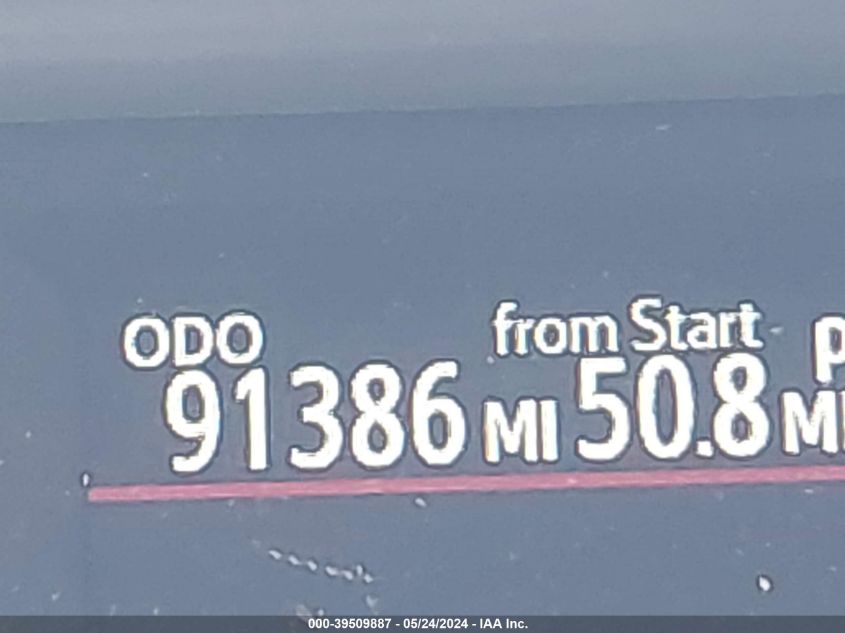 ODO from Start
91386 MI 50.8 MI
000-39509887 - 05/24/2024 - IAA Inc.